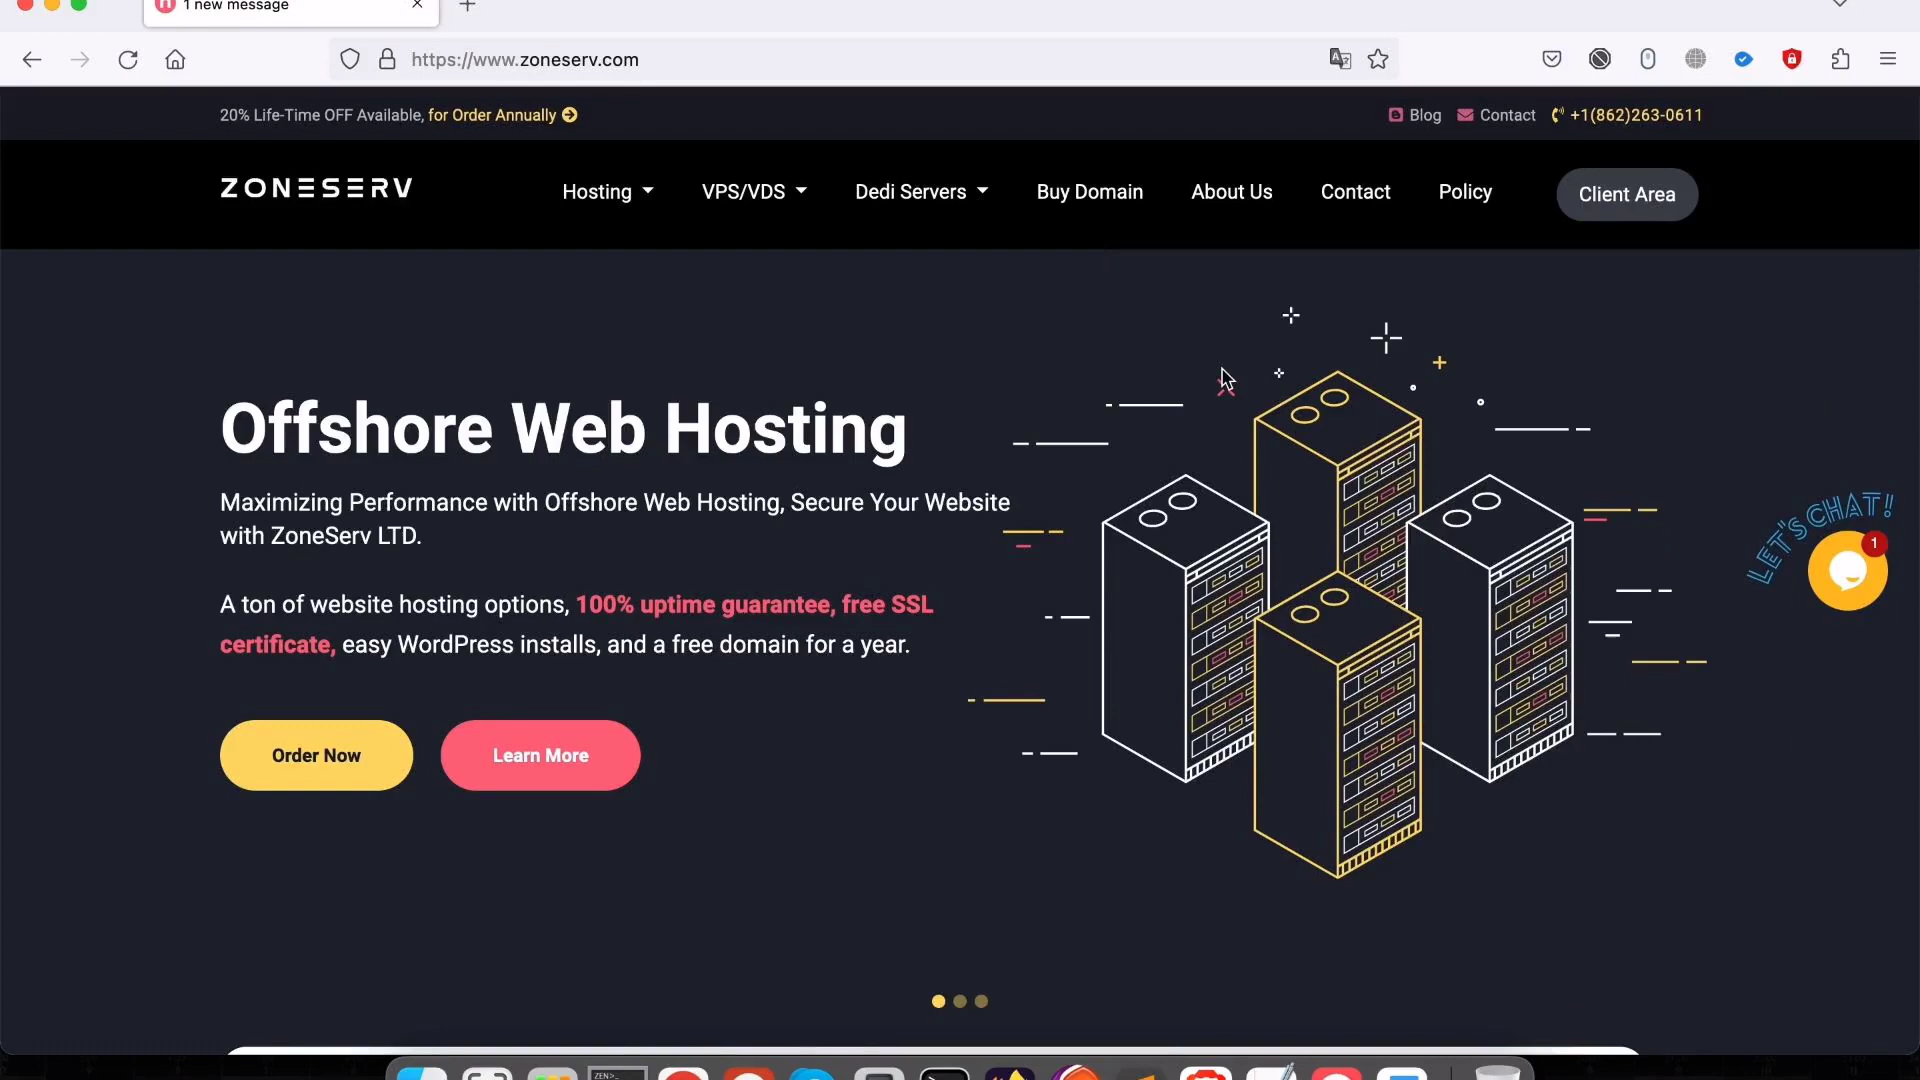 1 new message
https://www.zoneserv.com
20% Life-Time OFF Available, for Order Annually
Blog
Contact
+1(862)263-0611
ZONESERV
Hosting
VPS/VDS
Dedi Servers
Buy Domain
About Us
Contact
Policy
Client Area
Offshore Web Hosting
Maximizing Performance with Offshore Web Hosting, Secure Your Website
with ZoneServ LTD.
LET'S CHAT!
1
A ton of website hosting options, 100% uptime guarantee, free SSL
certificate, easy WordPress installs, and a free domain for a year.
Order Now
Learn More
ZEN>_